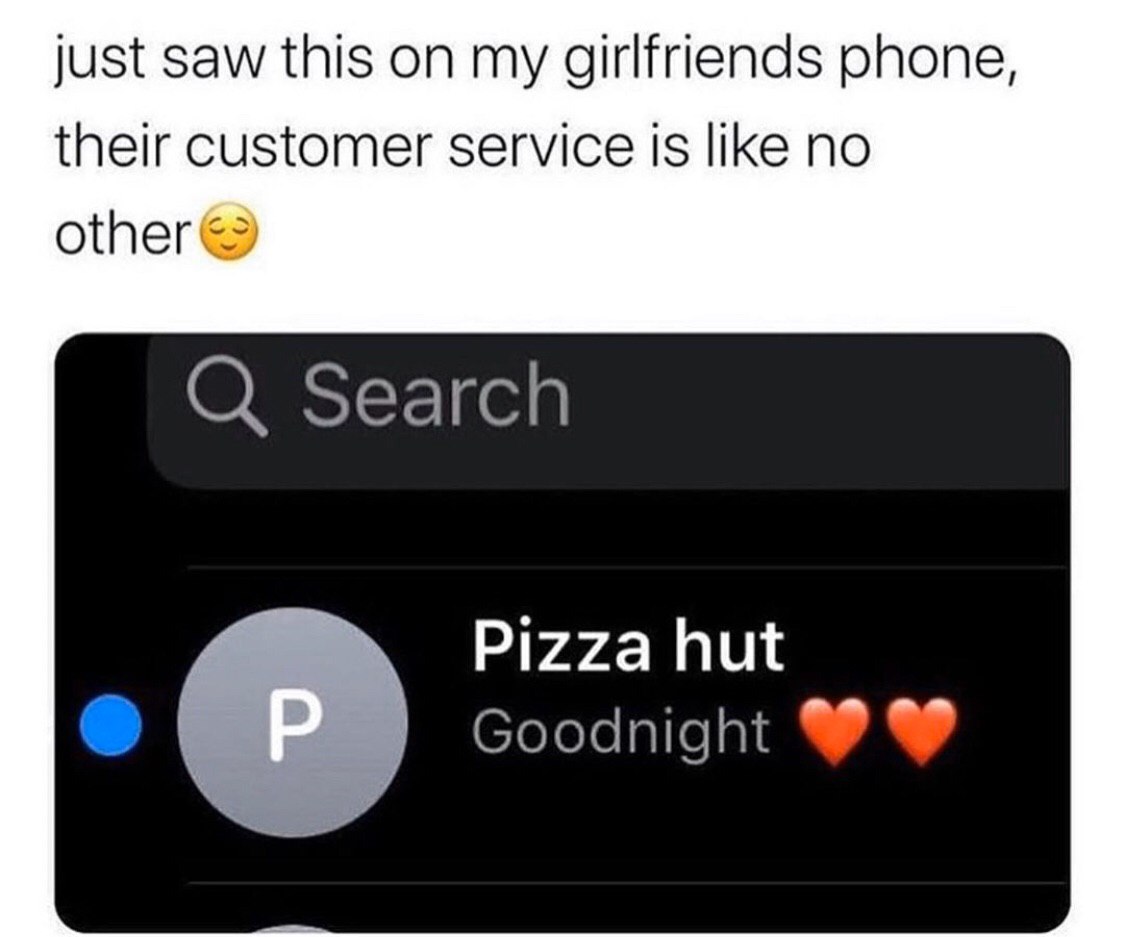 just saw this on my girlfriends phone,
their customer service is like no
other😌
Search
P
Pizza hut
Goodnight ❤️❤️